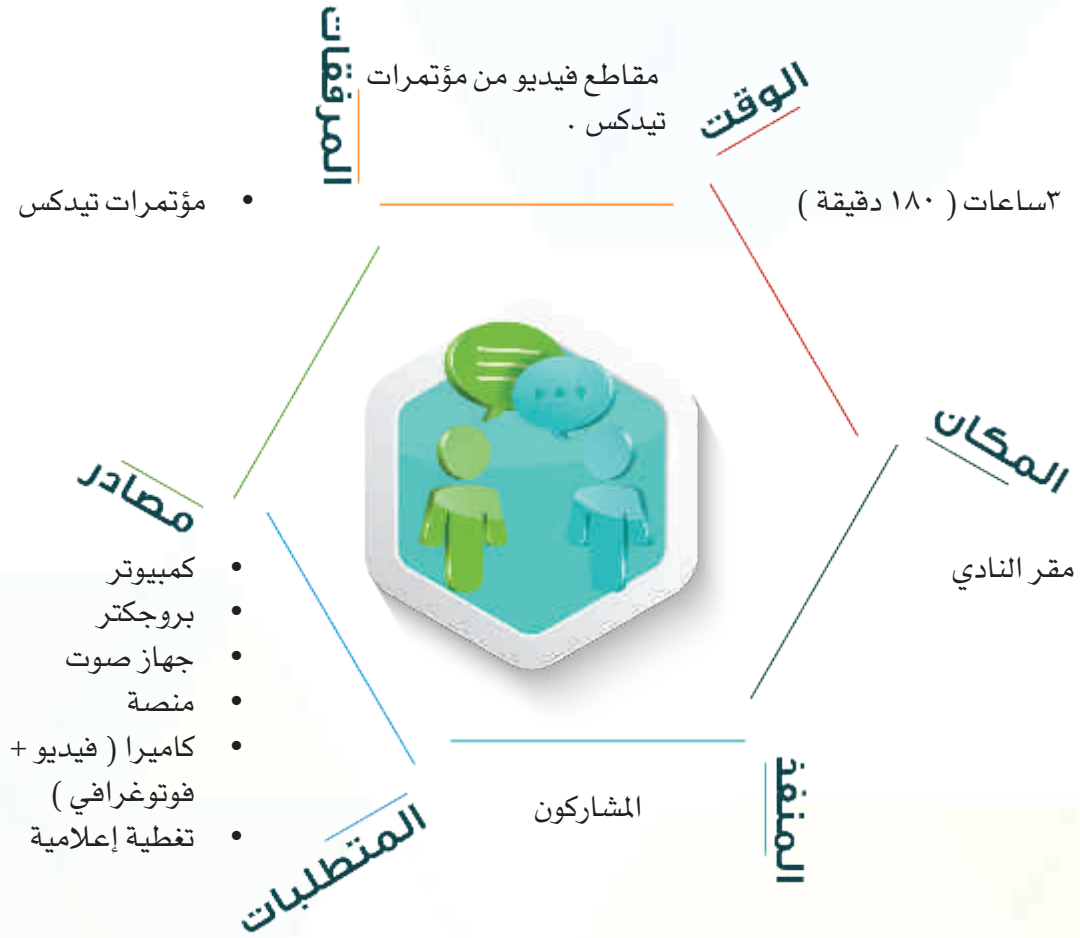 الوقت
٣ساعات ( ١٨٠ دقيقة )
المكان
مقر النادي
المنفذ
المشاركون
المتطلبات
• كمبيوتر
• بروجكتر
• جهاز صوت
• منصة
• كاميرا ( فيديو +
فوتوغرافي )
• تغطية إعلامية
مصادر
• مؤتمرات تيدكس
المرفقات
مقاطع فيديو من مؤتمرات
تيدكس .